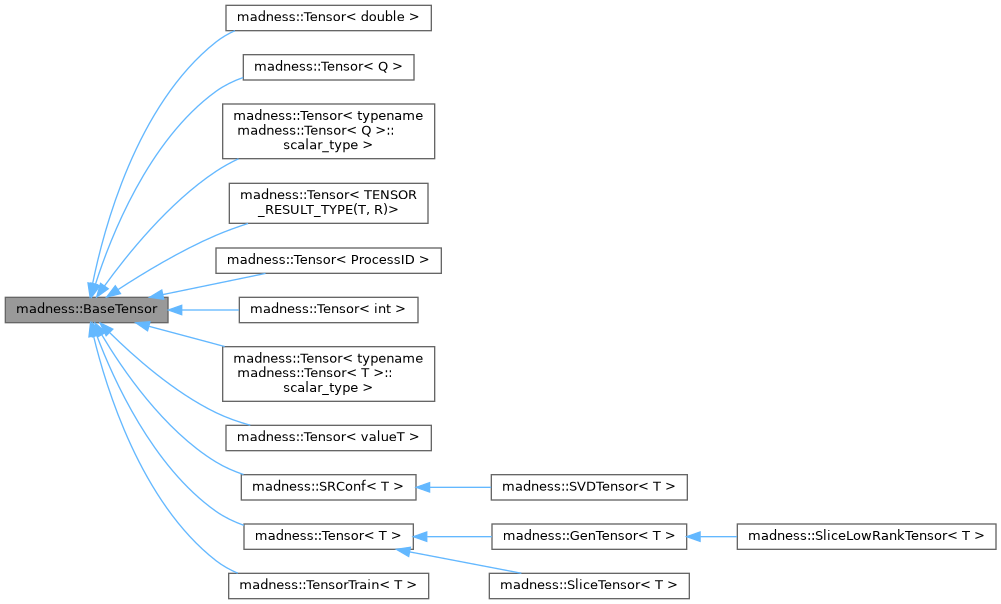 madness::Tensor< double >
madness::Tensor< Q >
madness::Tensor< typename
madness::Tensor< Q >::
scalar_type >
madness::Tensor< TENSOR
_RESULT_TYPE(T, R)>
madness::Tensor< ProcessID >
madness::BaseTensor
madness::Tensor< int >
madness::Tensor< typename
madness::Tensor< T >::
scalar_type >
madness::Tensor< valueT >
madness::SRConf< T >
madness::SVDTensor< T >
madness::Tensor< T >
madness::GenTensor< T >
madness::SliceLowRankTensor< T >
madness::TensorTrain< T >
madness::SliceTensor< T >